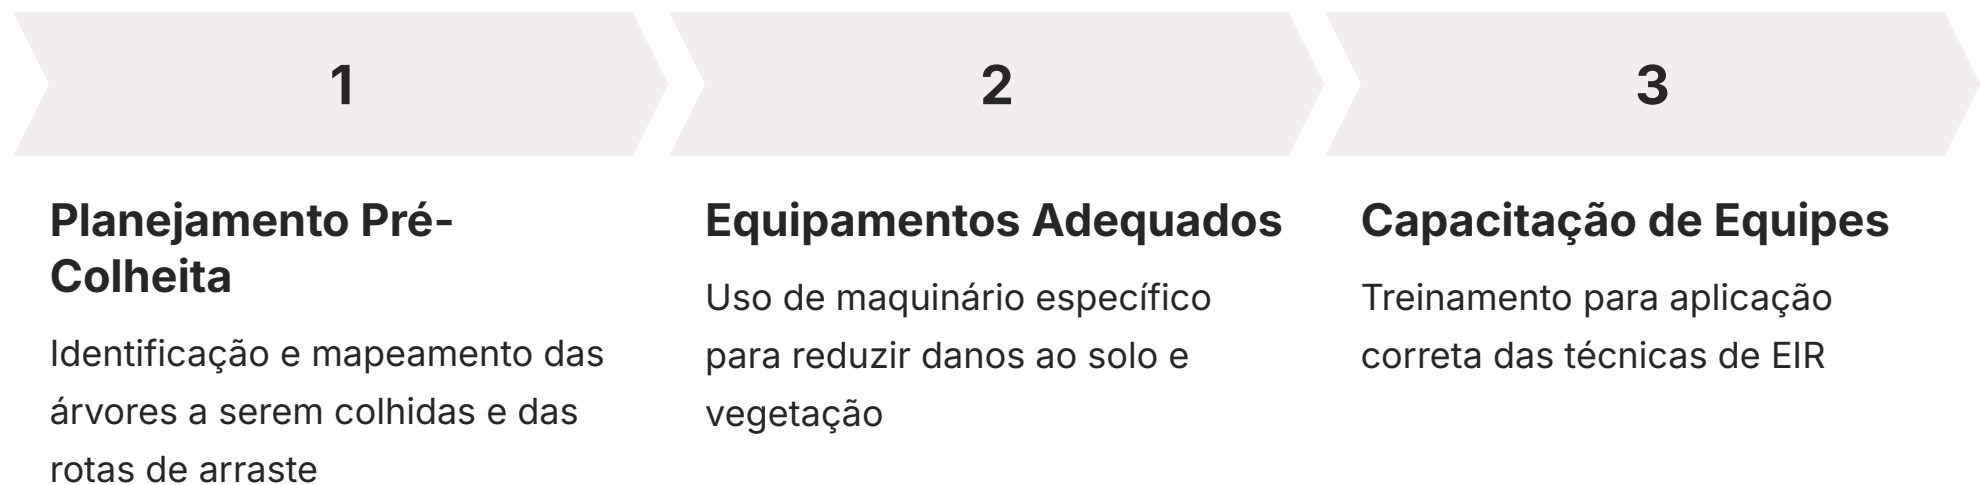 1
Planejamento Pré-
Colheita
Identificação e mapeamento das
árvores a serem colhidas e das
rotas de arraste
2
Equipamentos Adequados
Uso de maquinário específico
para reduzir danos ao solo e
vegetação
3
Capacitação de Equipes
Treinamento para aplicação
correta das técnicas de EIR